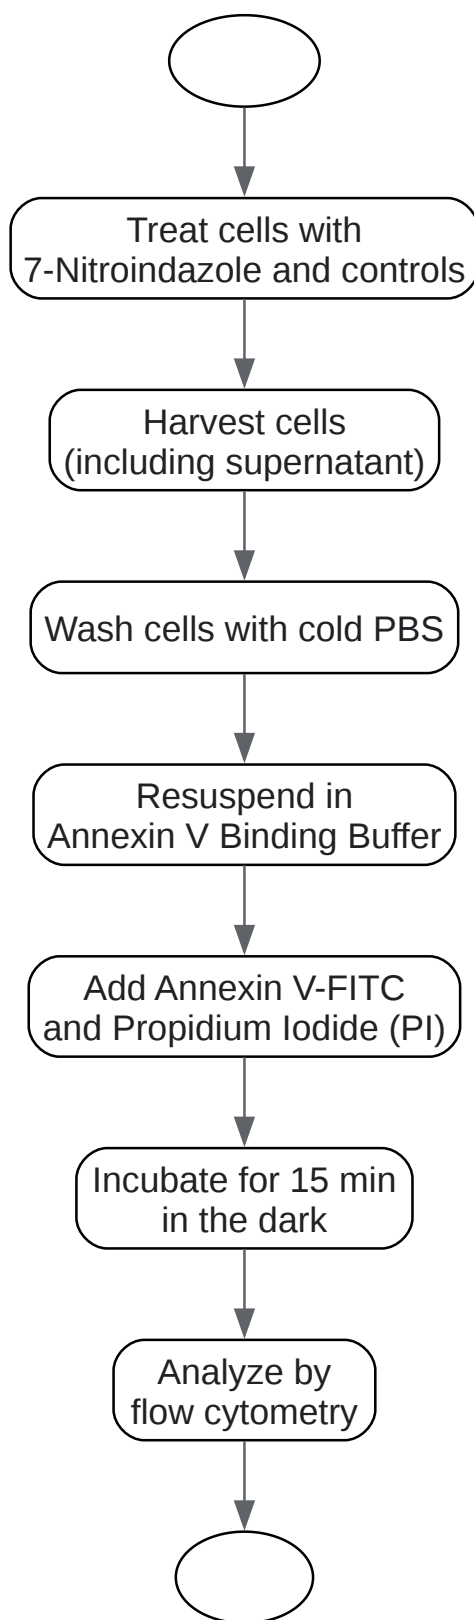 Treat cells with
7-Nitroindazole and controls
Harvest cells
(including supernatant)
Wash cells with cold PBS
Resuspend in
Annexin V Binding Buffer
Add Annexin V-FITC
and Propidium Iodide (PI)
Incubate for 15 min
in the dark
Analyze by
flow cytometry